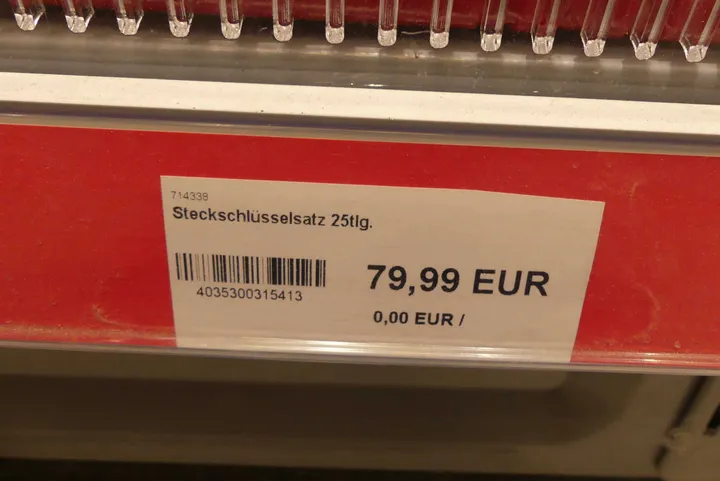 714338
Steckschlüsselsatz 25tlg.
4035300315413
79,99 EUR
0,00 EUR /